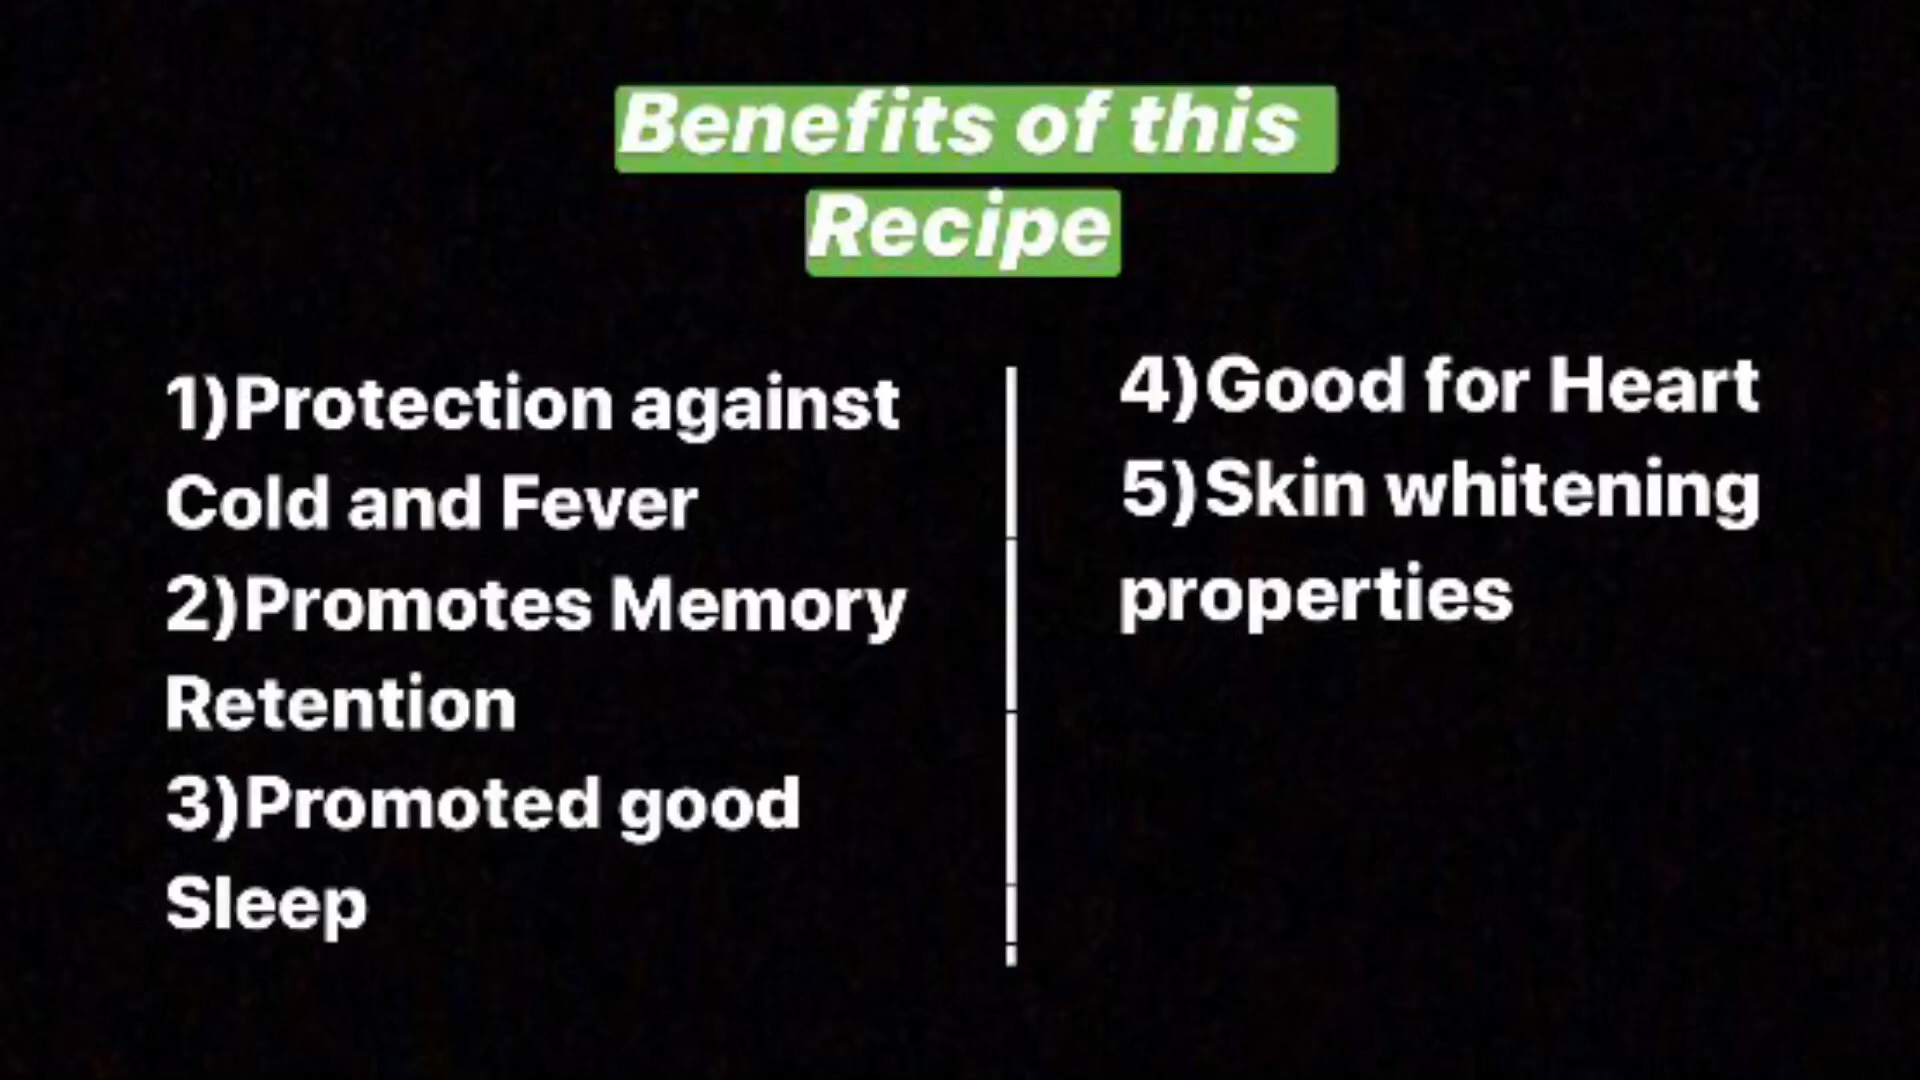 Benefits of this
Recipe
1)Protection against
Cold and Fever
2)Promotes Memory
Retention
3)Promoted good
Sleep
4)Good for Heart
5)Skin whitening
properties